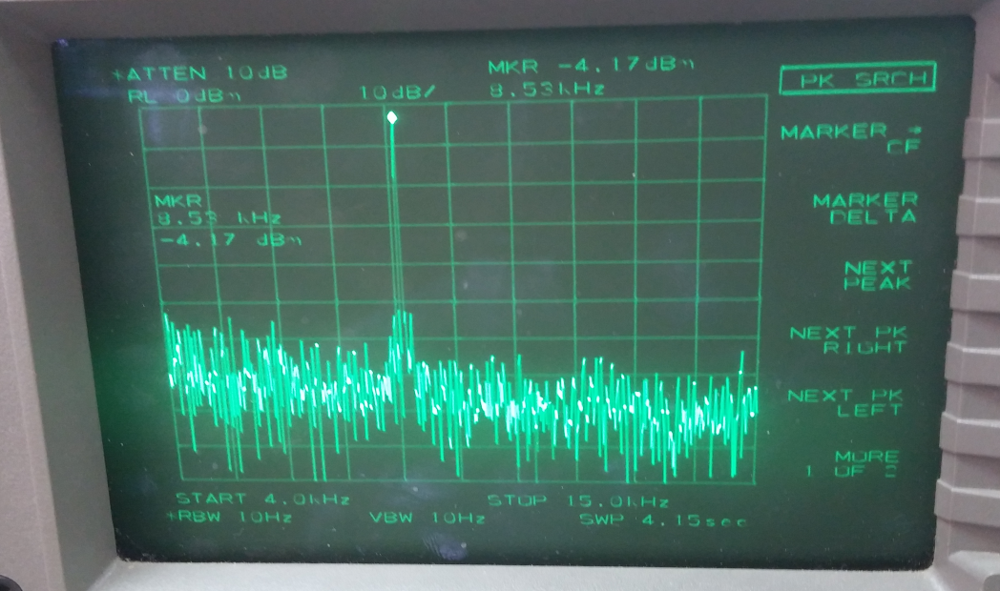 *ATTEN 10dB
RL 0dBm
10dB/
MKR -4.17dBm
8.53kHz
PK SRCH
MARKER →
CF
MKR
8.53 kHz
-4.17 dBm
MARKER
DELTA
NEXT
PEAK
NEXT PK
RIGHT
NEXT PK
LEFT
MORE
1 OF 2
START 4.0kHz
STOP 15.0kHz
*RBW 10Hz
VBW 10Hz
SWP 4.15sec